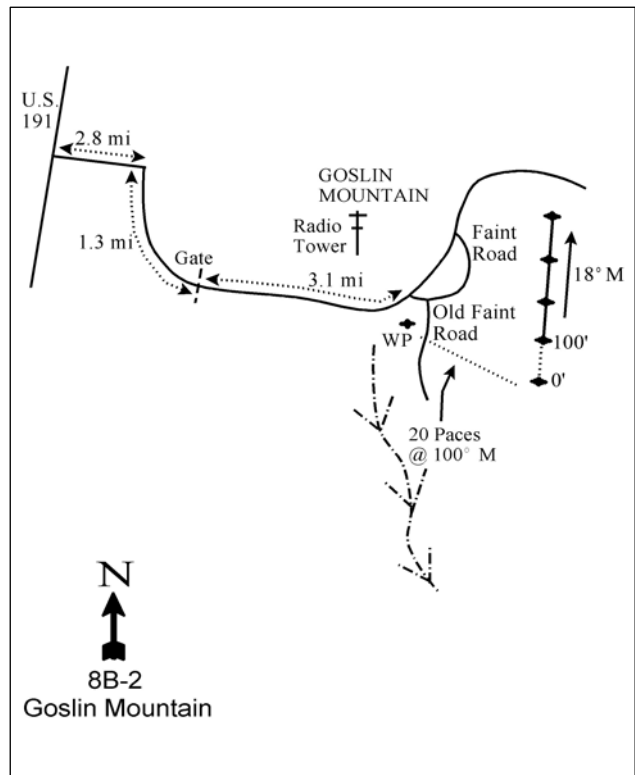 U.S.
191
2.8 mi
1.3 mi
Gate
3.1 mi
GOSLIN
MOUNTAIN
Radio
Tower
Faint
Road
18° M
Old Faint
Road
WP
100'
0'
20 Paces
@ 100° M
N
8B-2
Goslin Mountain